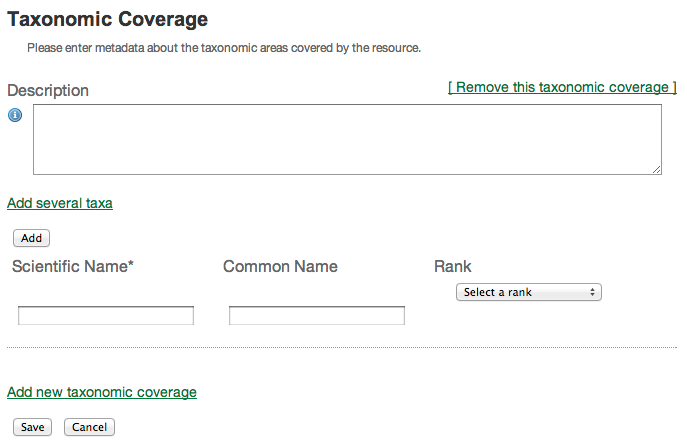 Taxonomic Coverage
Please enter metadata about the taxonomic areas covered by the resource.
Description
[ Remove this taxonomic coverage ]
Add several taxa
Add
Scientific Name* Common Name Rank
Select a rank
Add new taxonomic coverage
Save Cancel